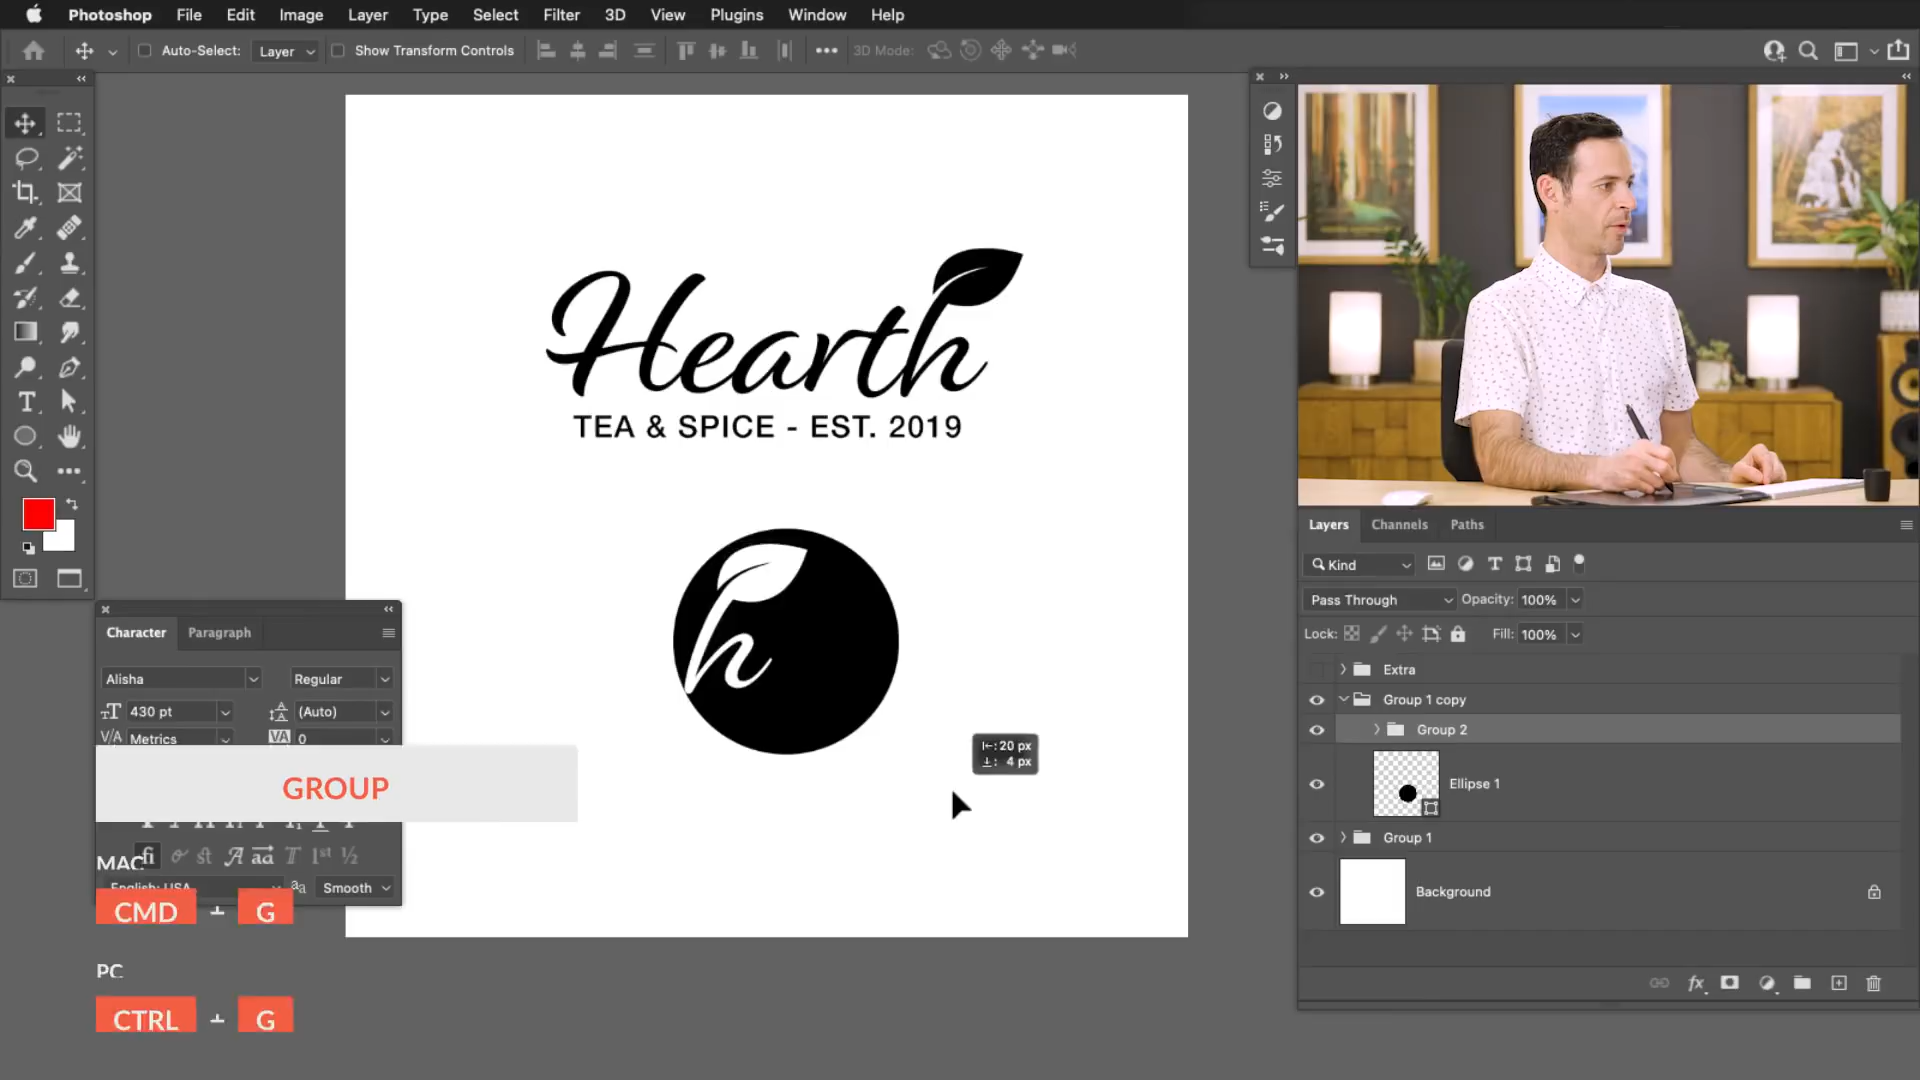 Photoshop File Edit Image Layer Type Select Filter 3D View Plugins Window Help
Auto-Select: Layer Show Transform Controls 3D Mode:
Hearth
TEA & SPICE - EST. 2019
h
20 px
4 px
Character Paragraph
Alisha Regular
430 pt (Auto)
Metrics 0
GROUP
MAC
English: USA Smooth
CMD + G
PC
CTRL + G
Layers Channels Paths
Kind
Pass Through Opacity: 100%
Lock: Fill: 100%
Extra
Group 1 copy
Group 2
Ellipse 1
Group 1
Background